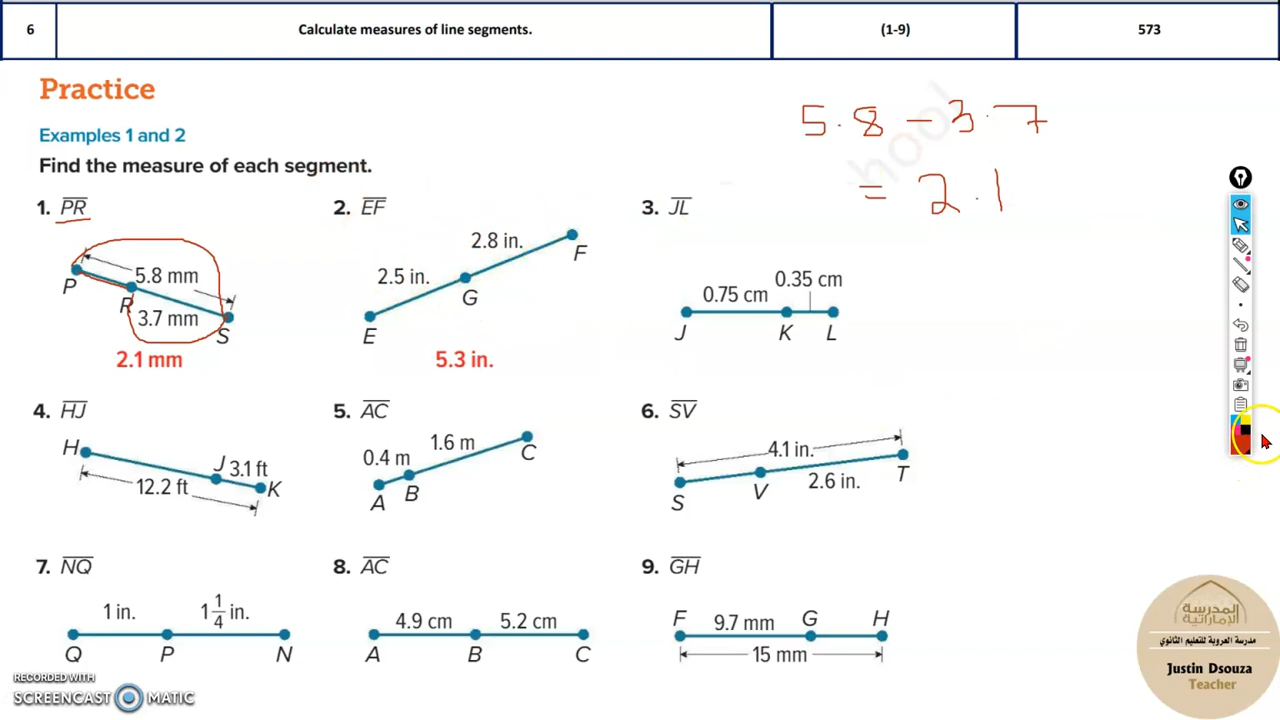 6 Calculate measures of line segments. (1-9) 573
Practice
Examples 1 and 2
Find the measure of each segment.
5.8 - 3.7
= 2.1
1. PR
5.8 mm
P
R
3.7 mm
S
2.1 mm
2. EF
2.8 in.
F
2.5 in.
G
E
5.3 in.
3. JL
0.35 cm
0.75 cm
J K L
4. HJ
H
J 3.1 ft
12.2 ft
K
5. AC
1.6 m
C
0.4 m
A B
6. SV
4.1 in.
S V 2.6 in. T
7. NQ
1 in. 1 1/4 in.
Q P N
8. AC
4.9 cm 5.2 cm
A B C
9. GH
F 9.7 mm G H
15 mm
hool
RECORDED WITH
SCREENCAST MATIC
المدرسة
الإماراتية
مدرسة العروبة للتعليم الثانوي
Justin Dsouza
Teacher